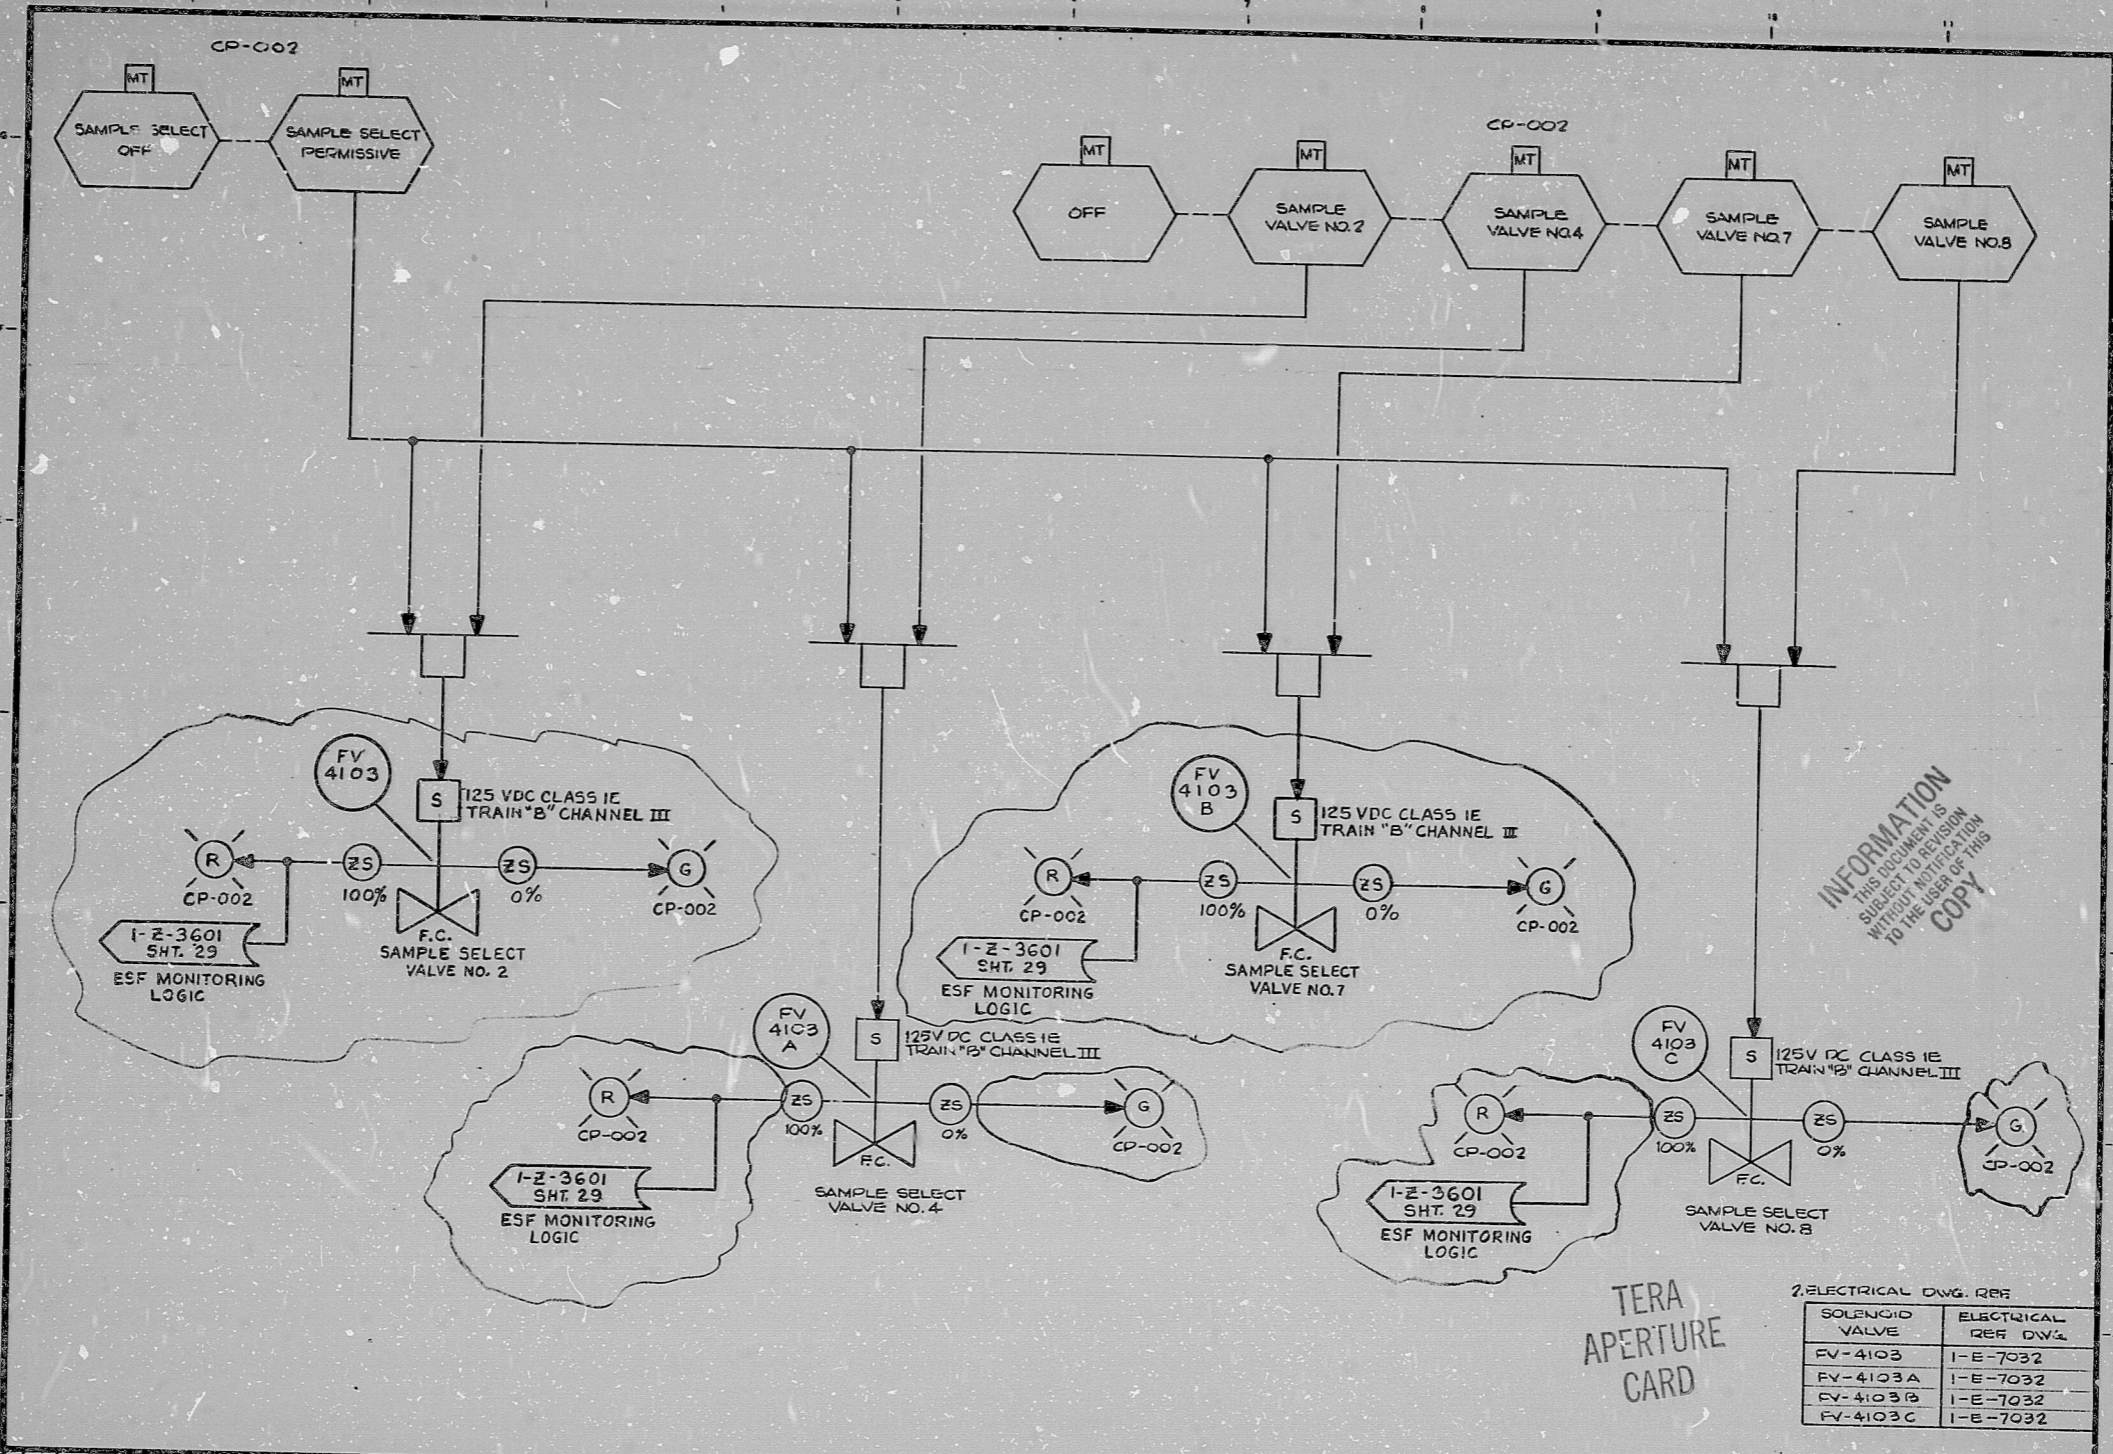 CP-002
MT
SAMPLE SELECT
OFF
MT
SAMPLE SELECT
PERMISSIVE
CP-002
MT
OFF
MT
SAMPLE
VALVE NO.2
MT
SAMPLE
VALVE NO.4
MT
SAMPLE
VALVE NO.7
MT
SAMPLE
VALVE NO.8
FV
4103
S
125 VDC CLASS IE
TRAIN "B" CHANNEL III
R
CP-002
ZS
100%
ZS
0%
G
CP-002
F.C.
SAMPLE SELECT
VALVE NO. 2
1-Z-3601
SHT. 29
ESF MONITORING
LOGIC
FV
4103
B
S
125 VDC CLASS IE
TRAIN "B" CHANNEL III
R
CP-002
ZS
100%
ZS
0%
G
CP-002
F.C.
SAMPLE SELECT
VALVE NO.7
1-Z-3601
SHT. 29
ESF MONITORING
LOGIC
INFORMATION
THIS DOCUMENT IS
SUBJECT TO REVISION
WITHOUT NOTIFICATION
TO THE USER OF THIS
COPY
FV
4103
A
S
125V DC CLASS IE
TRAIN "B" CHANNEL III
R
CP-002
ZS
100%
ZS
0%
G
CP-002
F.C.
SAMPLE SELECT
VALVE NO. 4
1-Z-3601
SHT. 29
ESF MONITORING
LOGIC
FV
4103
C
S
125V DC CLASS IE
TRAIN "B" CHANNEL III
R
CP-002
ZS
100%
ZS
0%
G
CP-002
F.C.
SAMPLE SELECT
VALVE NO. 8
1-Z-3601
SHT. 29
ESF MONITORING
LOGIC
TERA
APERTURE
CARD
2. ELECTRICAL DWG. REF
SOLENOID VALVE ELECTRICAL REF DWG
FV-4103 1-E-7032
FV-4103A 1-E-7032
FV-4103B 1-E-7032
FV-4103C 1-E-7032